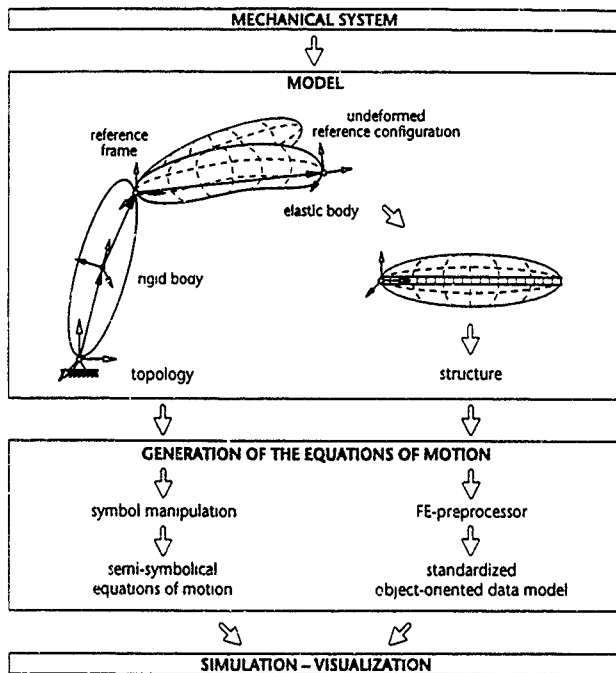 MECHANICAL SYSTEM
MODEL
undeformed
reference configuration
reference
frame
elastic body
rigid body
topology
structure
GENERATION OF THE EQUATIONS OF MOTION
symbol manipulation
FE-preprocessor
semi-symbolical
equations of motion
standardized
object-oriented data model
SIMULATION – VISUALIZATION